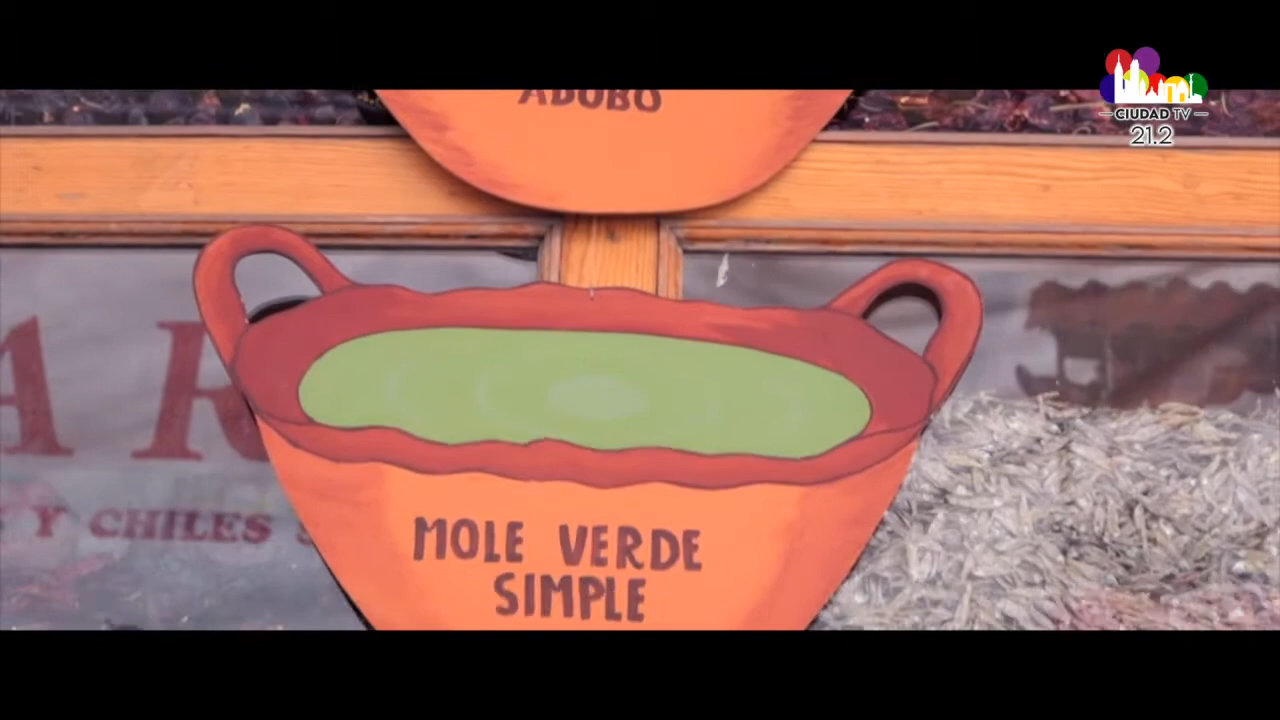 CIUDAD TV
21.2
ADOBO
Y CHILES
MOLE VERDE
SIMPLE